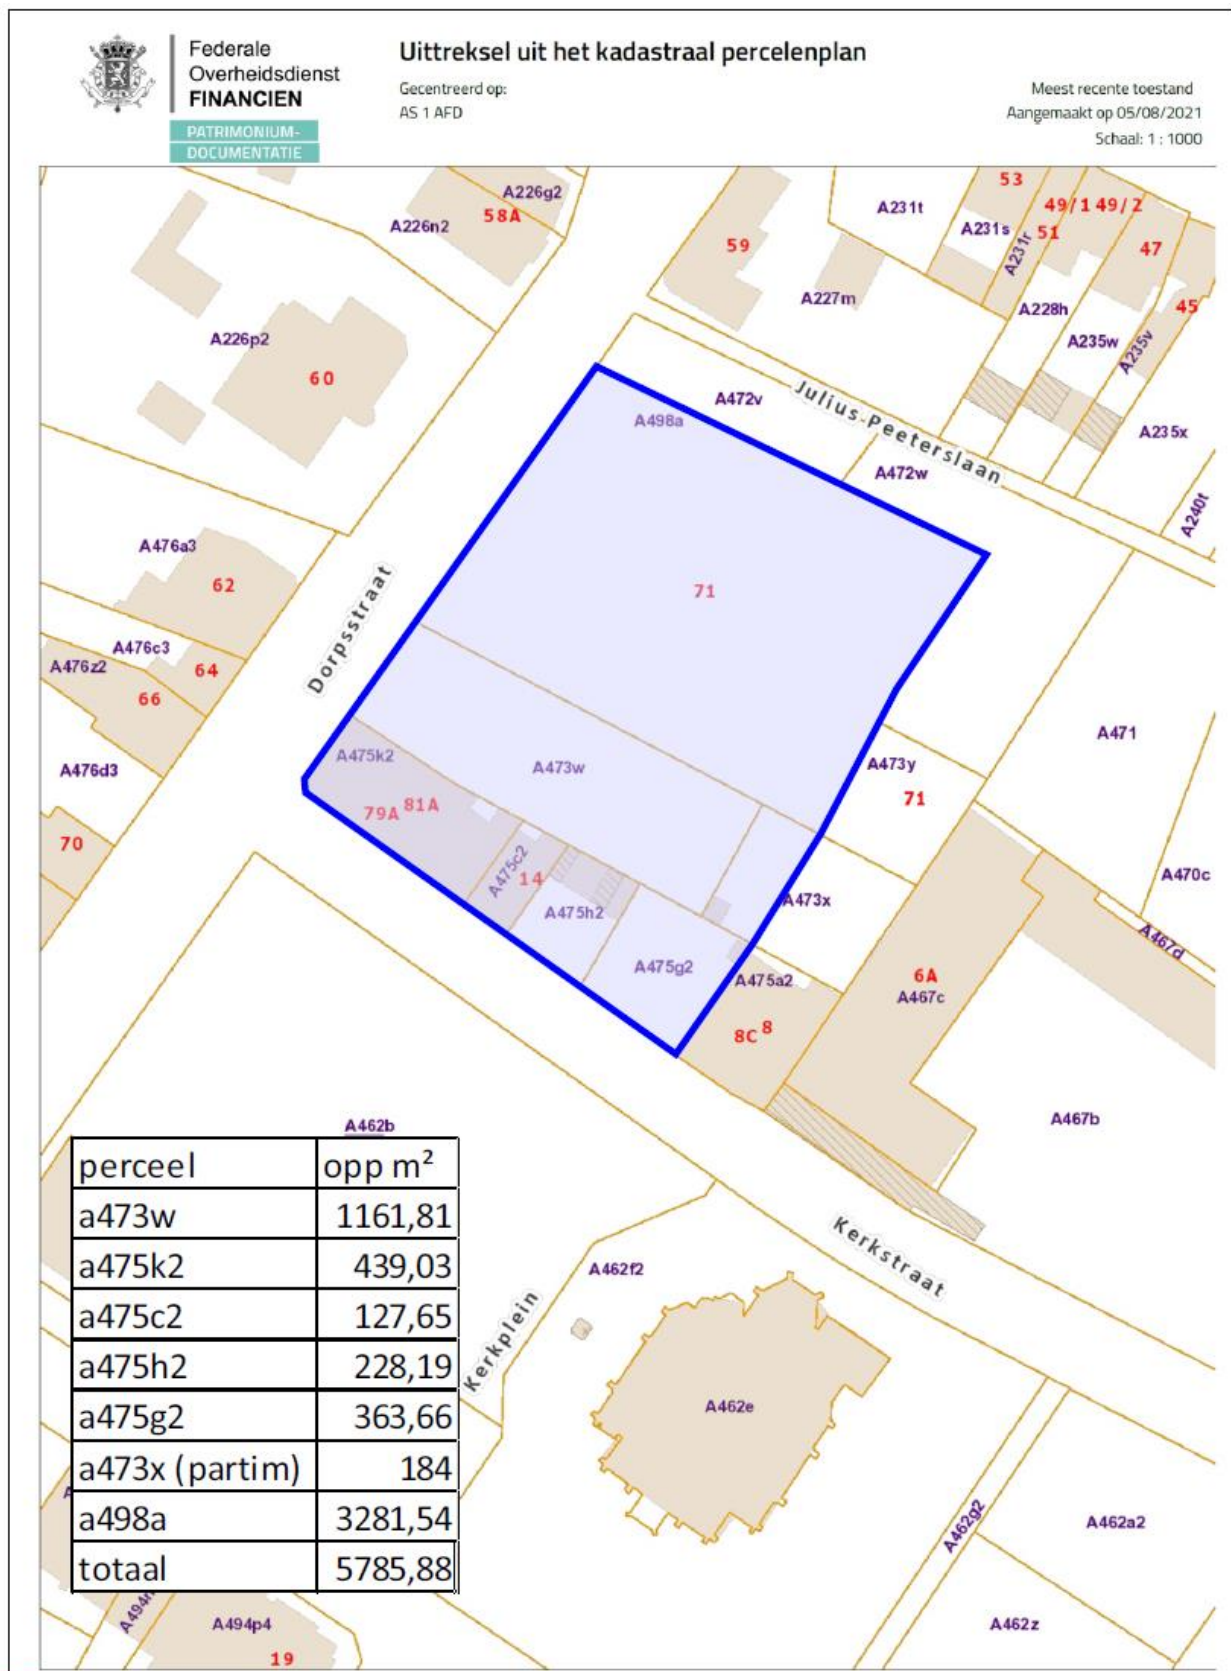 Federale
Overheidsdienst
FINANCIEN
PATRIMONIUM-
DOCUMENTATIE
Uittreksel uit het kadastraal percelenplan
Gecentreerd op:
AS 1 AFD
Meest recente toestand
Aangemaakt op 05/08/2021
Schaal: 1 : 1000
A226g2
58A
A226n2
53
49/1 49/2
A231t
A231s
A231r
51
47
59
A227m
A228h
45
A235w
A235v
A226p2
60
A472v
A498a
Julius-Peeterslaan
A235x
A472w
A240t
A476a3
62
71
Dorpsstraat
A476c3
A476z2
64
66
A471
A475k2
A473w
A473y
A476d3
71
79A 81A
70
A475c2
14
A470c
A475h2
A473x
A467d
A475g2
A475a2
6A
A467c
8C 8
A462b
A467b
perceel opp m²
a473w 1161,81
a475k2 439,03
a475c2 127,65
a475h2 228,19
a475g2 363,66
a473x (partim) 184
a498a 3281,54
totaal 5785,88
Kerkstraat
A462f2
Kerkplein
A462e
A462g2
A462a2
A494p4
A462z
19